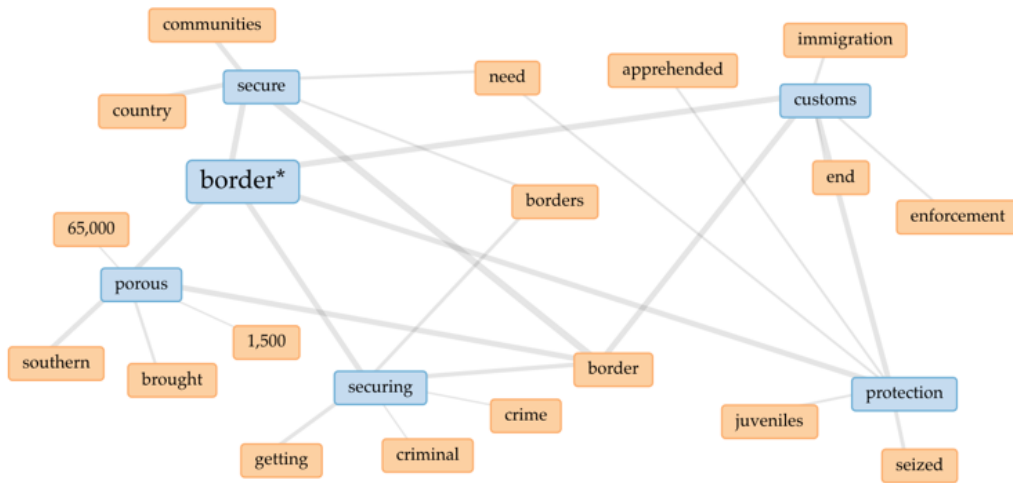 communities
immigration
need
apprehended
secure
country
customs
border*
end
borders
enforcement
65,000
porous
1,500
southern
brought
border
securing
protection
crime
juveniles
getting
criminal
seized